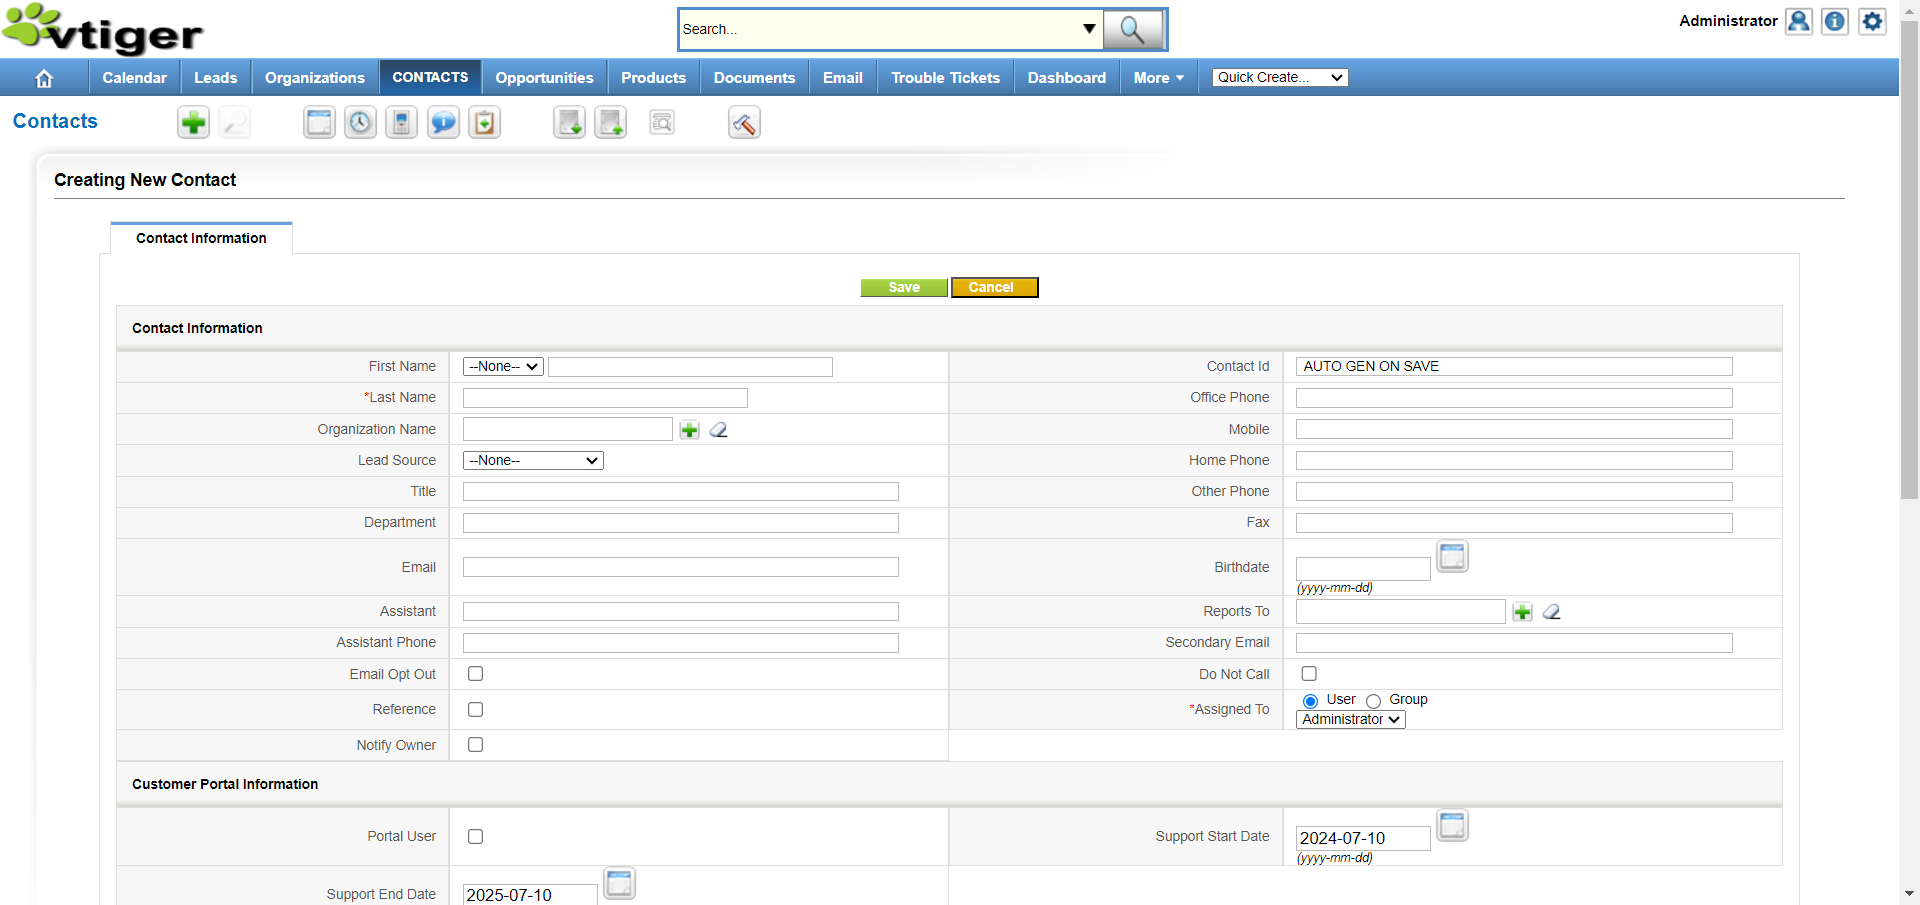 vtiger
Search...
Administrator
Calendar Leads Organizations CONTACTS Opportunities Products Documents Email Trouble Tickets Dashboard More Quick Create...
Contacts
Creating New Contact
Contact Information
Save Cancel
Contact Information
First Name --None-- Contact Id AUTO GEN ON SAVE
*Last Name Office Phone
Organization Name Mobile
Lead Source --None-- Home Phone
Title Other Phone
Department Fax
Email Birthdate
(yyyy-mm-dd)
Assistant Reports To
Assistant Phone Secondary Email
Email Opt Out Do Not Call
Reference *Assigned To User Group
Administrator
Notify Owner
Customer Portal Information
Portal User Support Start Date 2024-07-10
(yyyy-mm-dd)
Support End Date 2025-07-10